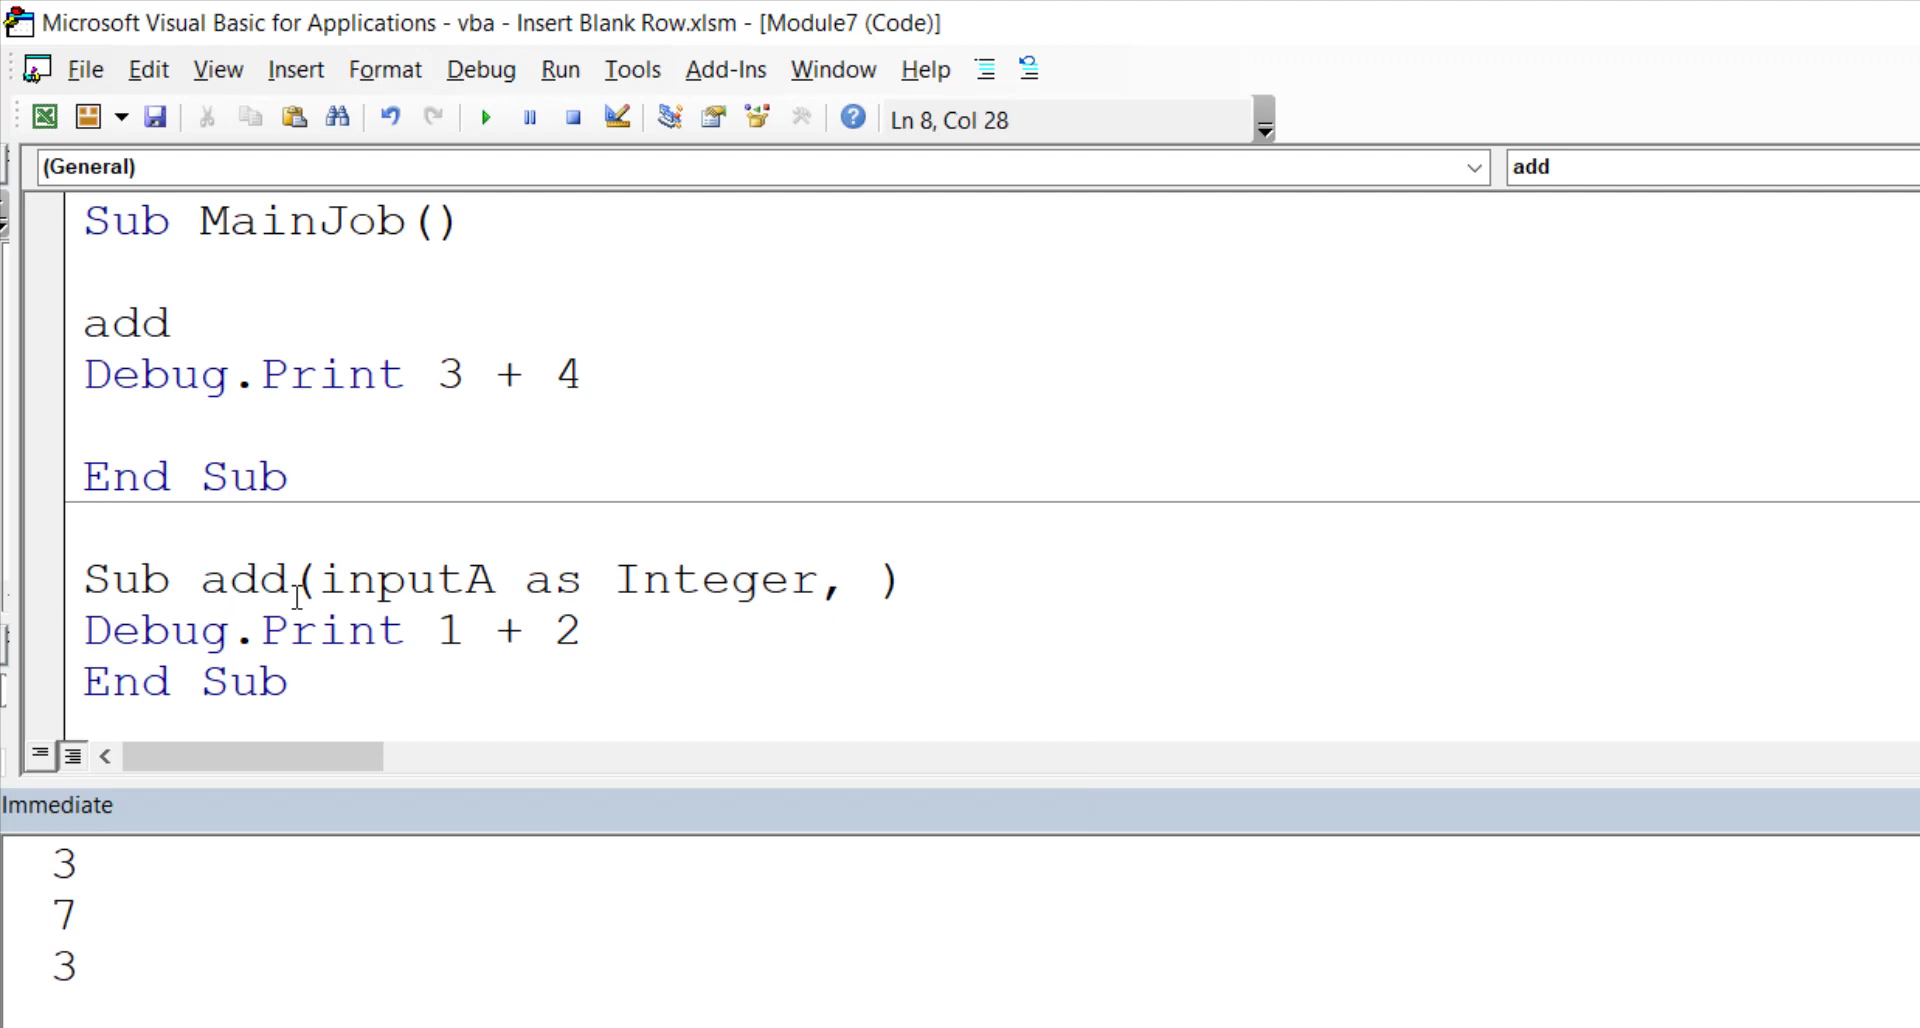 Microsoft Visual Basic for Applications - vba - Insert Blank Row.xlsm - [Module7 (Code)]
File Edit View Insert Format Debug Run Tools Add-Ins Window Help
Ln 8, Col 28
(General) add
Sub MainJob()
add
Debug.Print 3 + 4
End Sub
Sub add(inputA as Integer, )
Debug.Print 1 + 2
End Sub
Immediate
3
7
3